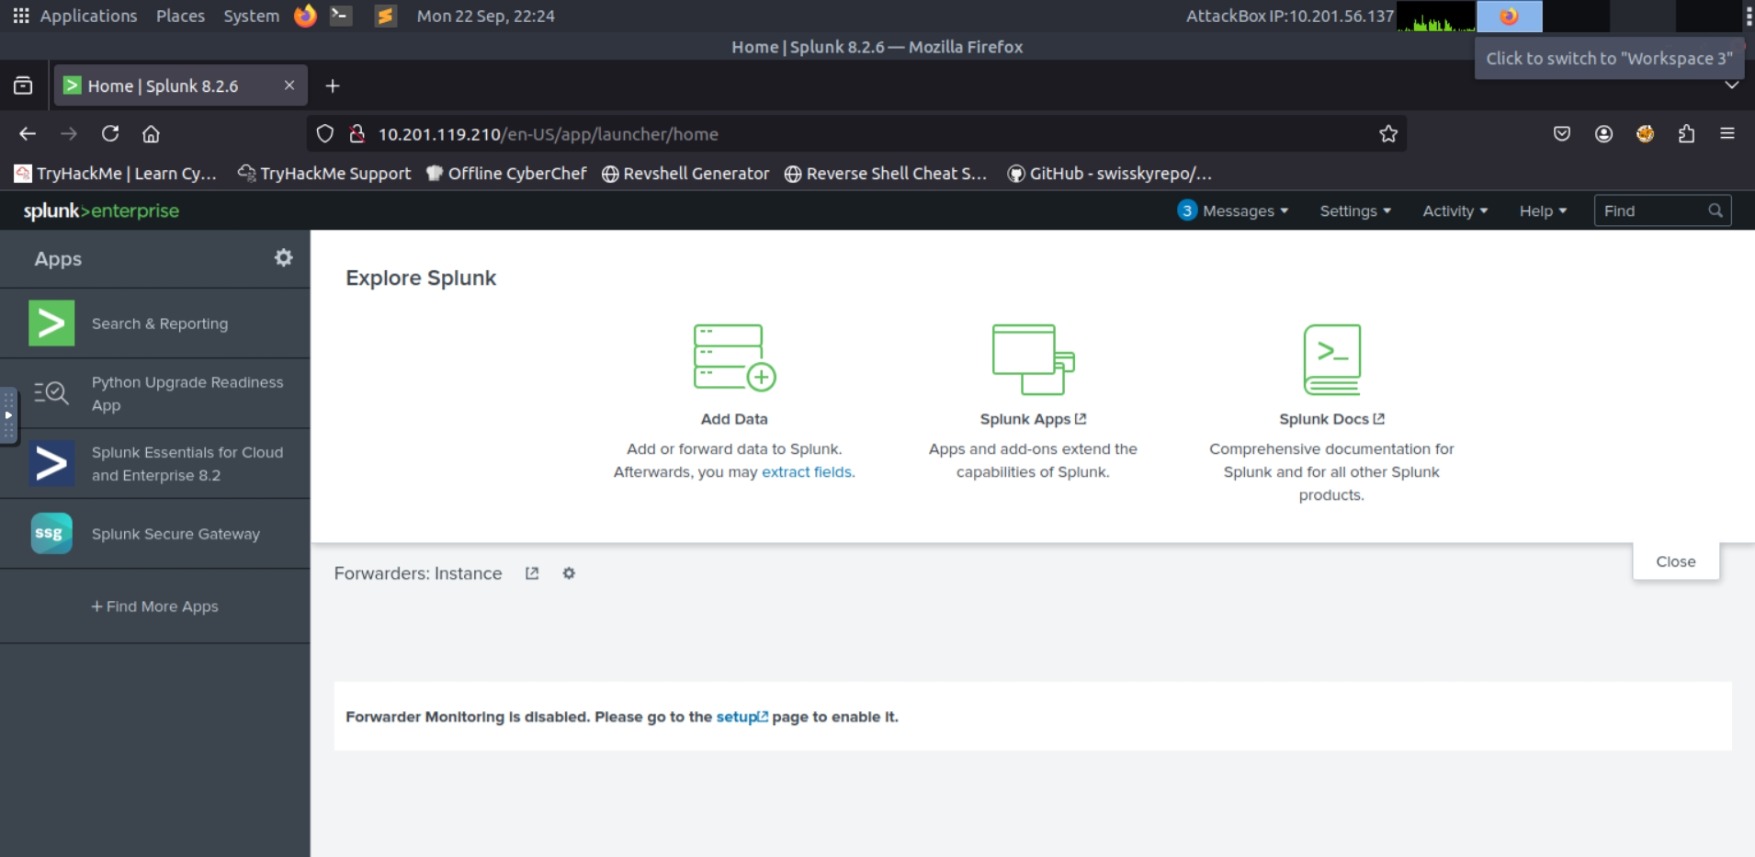 Applications Places System Mon 22 Sep, 22:24 AttackBox IP:10.201.56.137
Home | Splunk 8.2.6 — Mozilla Firefox
Click to switch to "Workspace 3"
Home | Splunk 8.2.6
10.201.119.210/en-US/app/launcher/home
TryHackMe | Learn Cy... TryHackMe Support Offline CyberChef Revshell Generator Reverse Shell Cheat S... GitHub - swisskyrepo/...
splunk>enterprise 3 Messages Settings Activity Help Find
Apps
Search & Reporting
Python Upgrade Readiness
App
Splunk Essentials for Cloud
and Enterprise 8.2
ssg Splunk Secure Gateway
+ Find More Apps
Explore Splunk
Add Data
Add or forward data to Splunk.
Afterwards, you may extract fields.
Splunk Apps
Apps and add-ons extend the
capabilities of Splunk.
Splunk Docs
Comprehensive documentation for
Splunk and for all other Splunk
products.
Close
Forwarders: Instance
Forwarder Monitoring is disabled. Please go to the setup page to enable it.